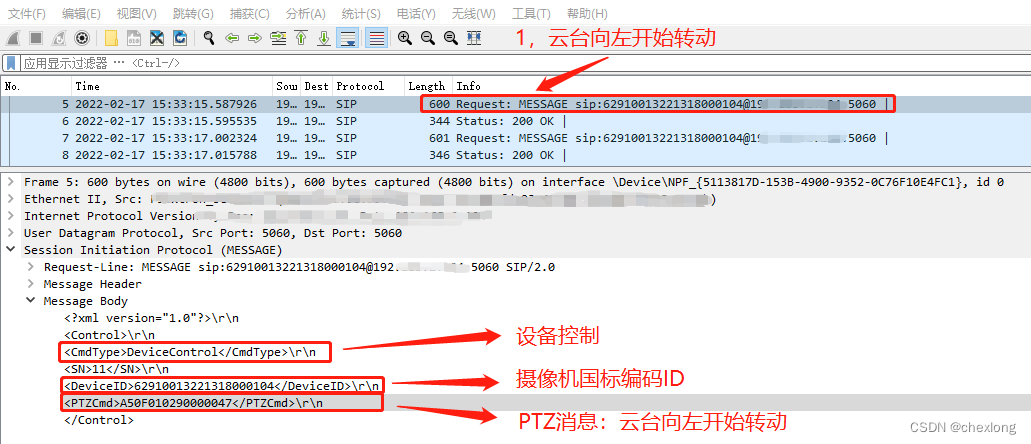 文件(F) 编辑(E) 视图(V) 跳转(G) 捕获(C) 分析(A) 统计(S) 电话(Y) 无线(W) 工具(T) 帮助(H)
1，云台向左开始转动
应用显示过滤器 … <Ctrl-/>
No. Time Sou Dest Protocol Length Info
5 2022-02-17 15:33:15.587926 19… 19… SIP 600 Request: MESSAGE sip:62910013221318000104@19 .5060 |
6 2022-02-17 15:33:15.595535 19… 19… SIP 344 Status: 200 OK |
7 2022-02-17 15:33:17.002324 19… 19… SIP 601 Request: MESSAGE sip:62910013221318000104@19 :5060 |
8 2022-02-17 15:33:17.015788 19… 19… SIP 346 Status: 200 OK |
Frame 5: 600 bytes on wire (4800 bits), 600 bytes captured (4800 bits) on interface \Device\NPF_{5113817D-153B-4900-9352-0C76F10E4FC1}, id 0
Ethernet II, Src:
Internet Protocol Version
User Datagram Protocol, Src Port: 5060, Dst Port: 5060
Session Initiation Protocol (MESSAGE)
Request-Line: MESSAGE sip:62910013221318000104@192. 5060 SIP/2.0
Message Header
Message Body
<?xml version="1.0"?>\r\n
<Control>\r\n
<CmdType>DeviceControl</CmdType>\r\n
设备控制
<SN>11</SN>\r\n
<DeviceID>62910013221318000104</DeviceID>\r\n
摄像机国标编码ID
<PTZCmd>A50F010290000047</PTZCmd>\r\n
PTZ消息：云台向左开始转动
</Control>
CSDN @chexlong